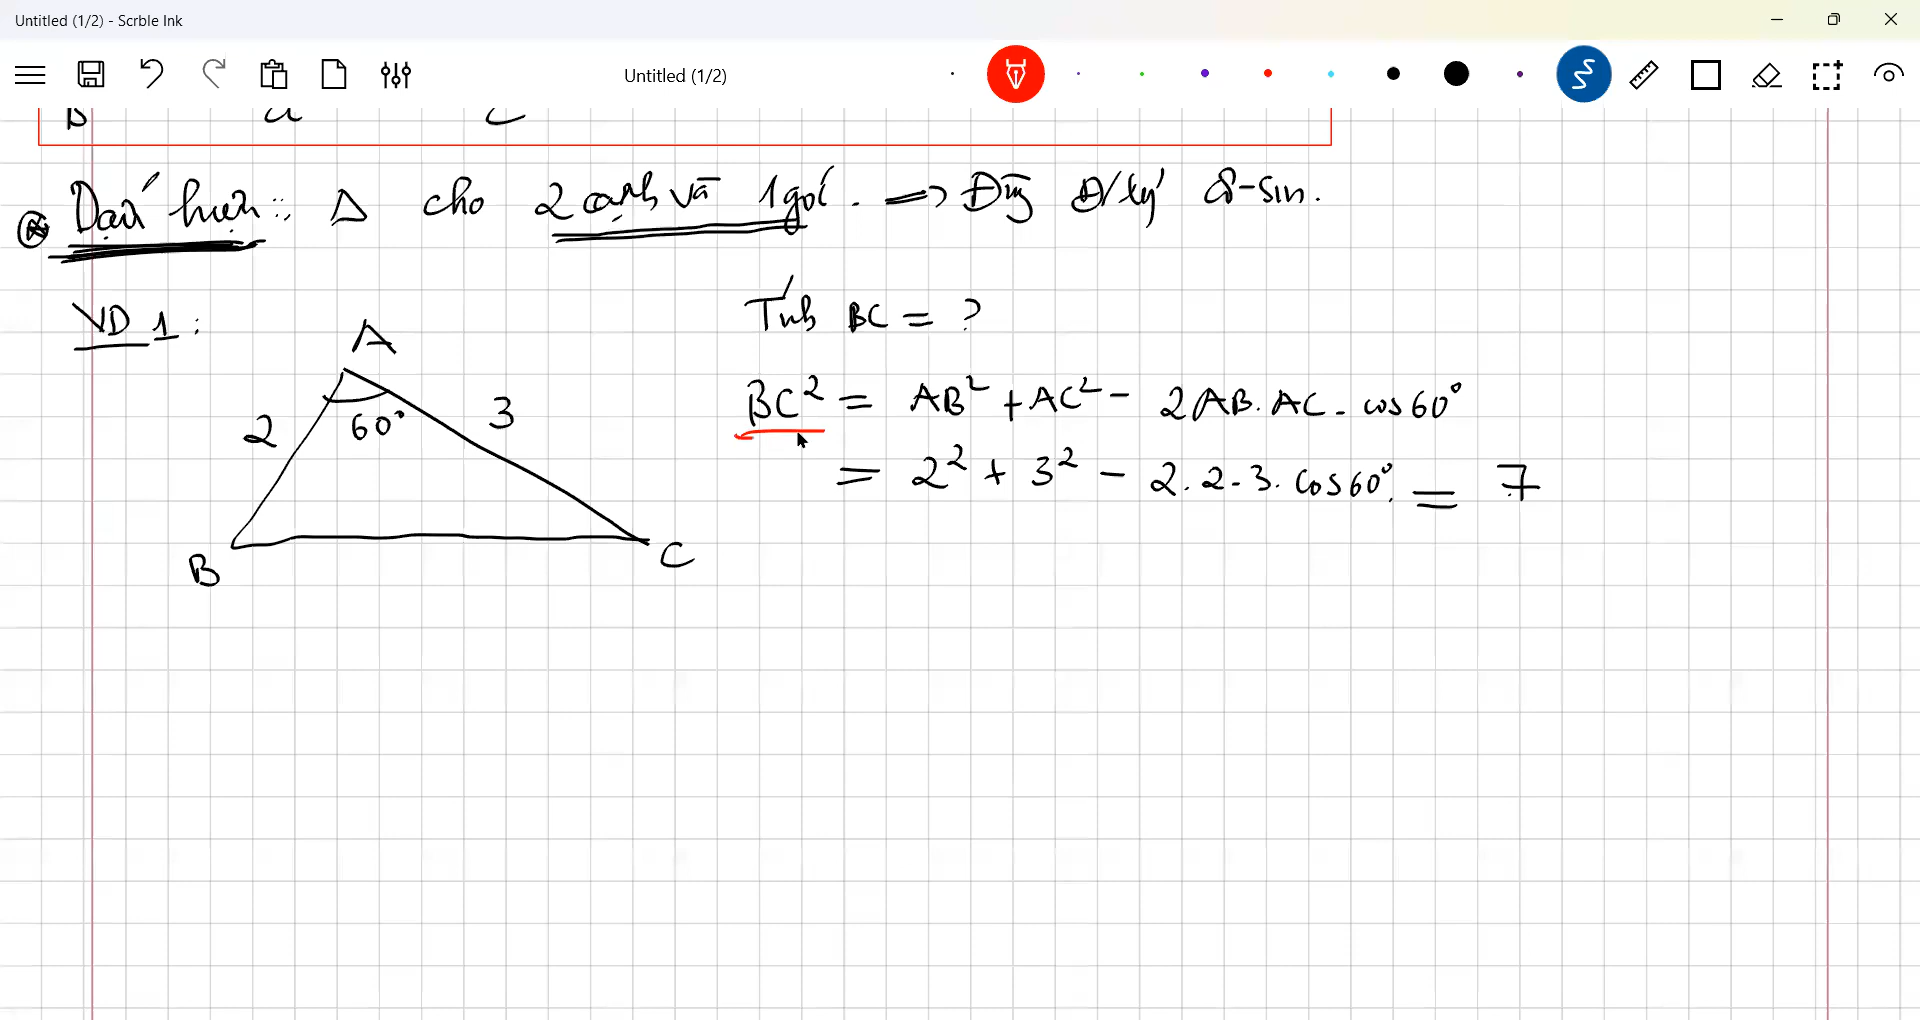 Untitled (1/2) - Scrble Ink
Untitled (1/2)
B a C
Dấu hiệu:: Δ cho 2 cạnh và 1 góc. => Dùng Đ/lý cô-sin.
VD 1:
Tính BC = ?
A
2 60° 3
B C
BC² = AB² + AC² - 2AB.AC.cos60°
= 2² + 3² - 2.2.3.cos60°. = 7